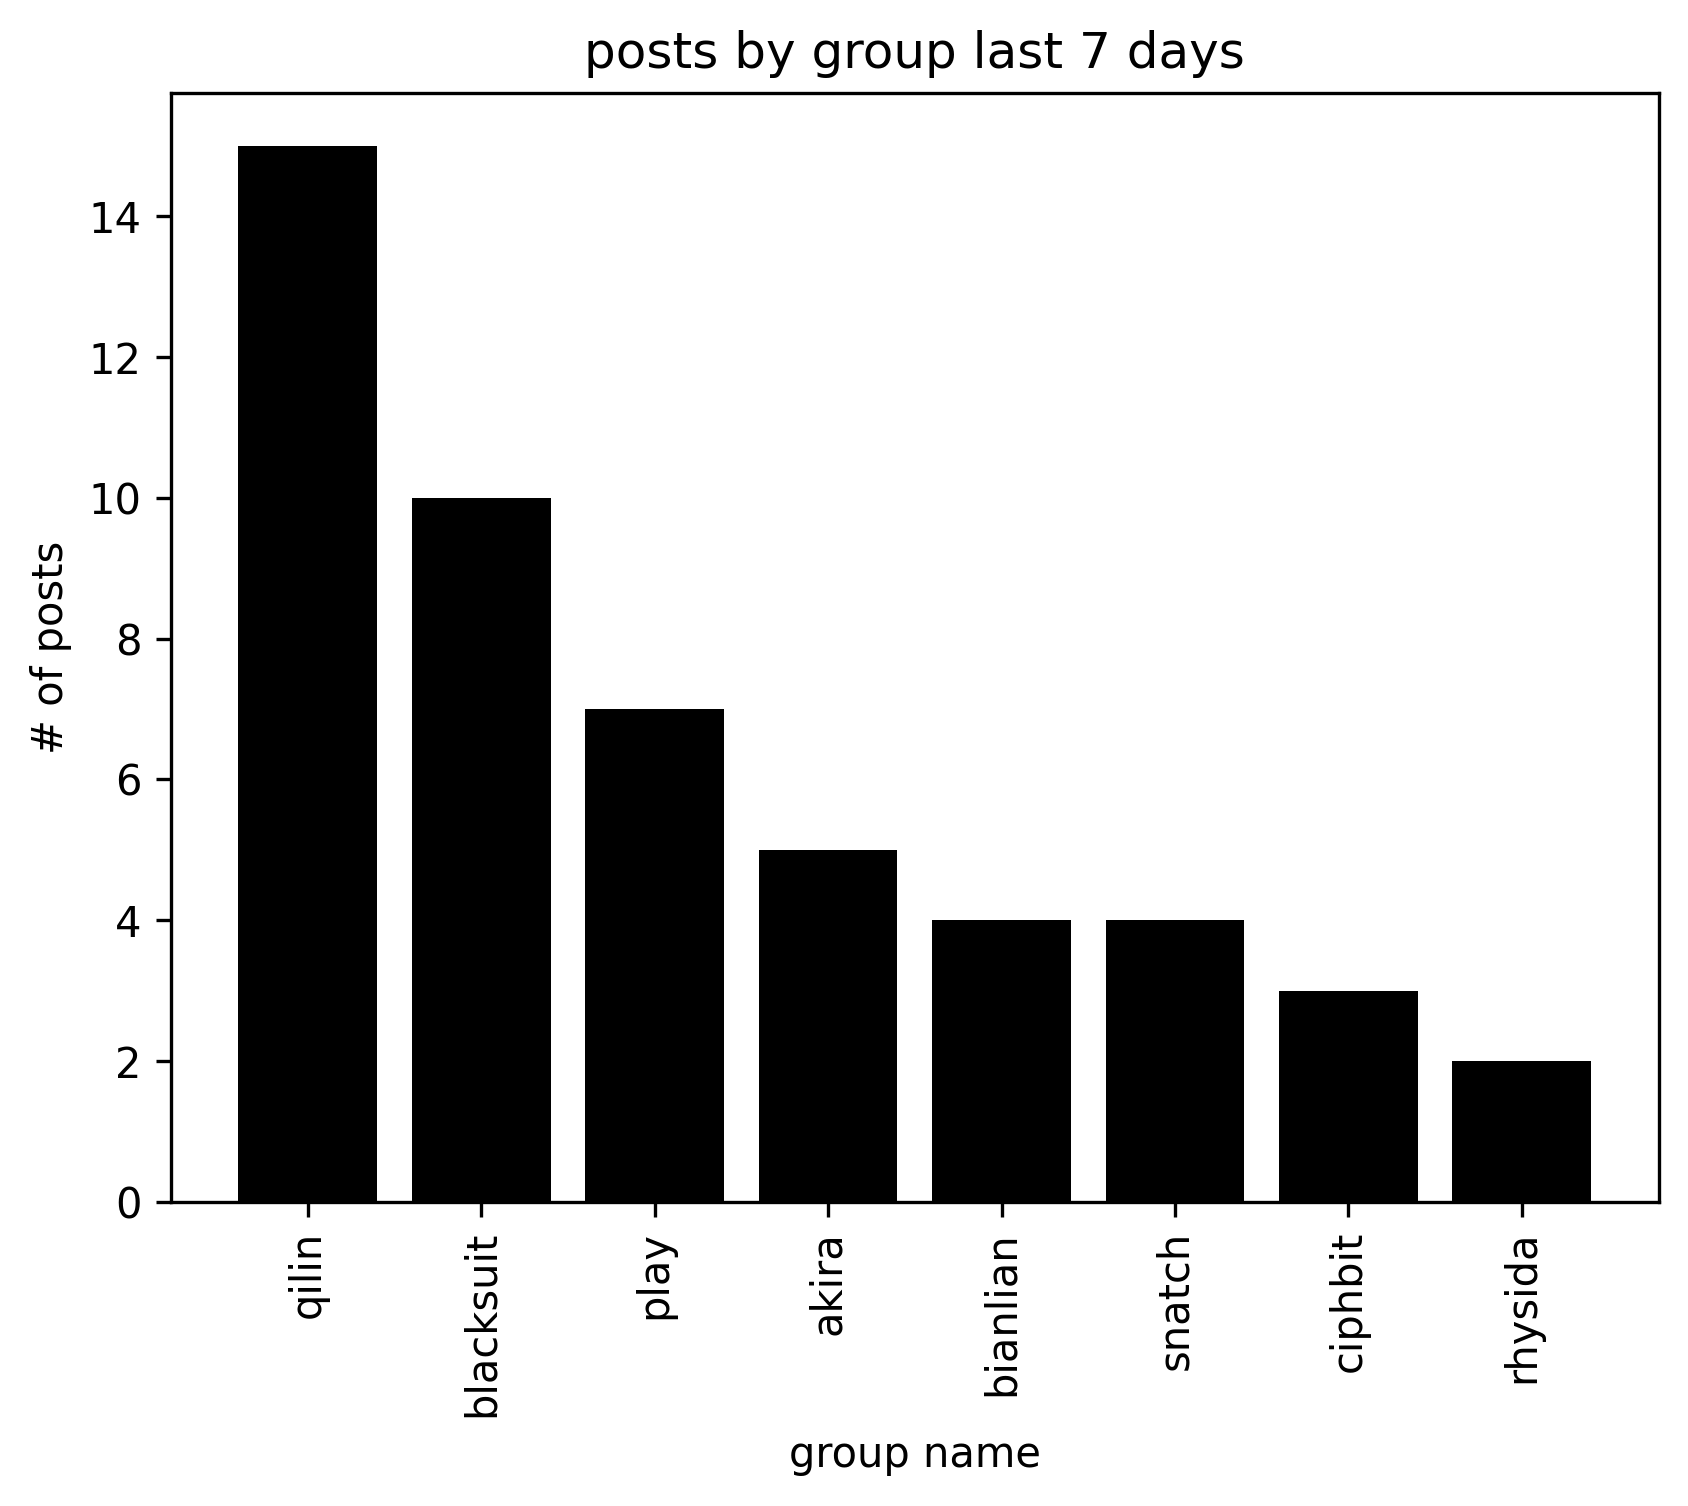 posts by group last 7 days
14
12
10
8
6
4
2
0
# of posts
qilin
blacksuit
play
akira
bianlian
snatch
ciphbit
rhysida
group name